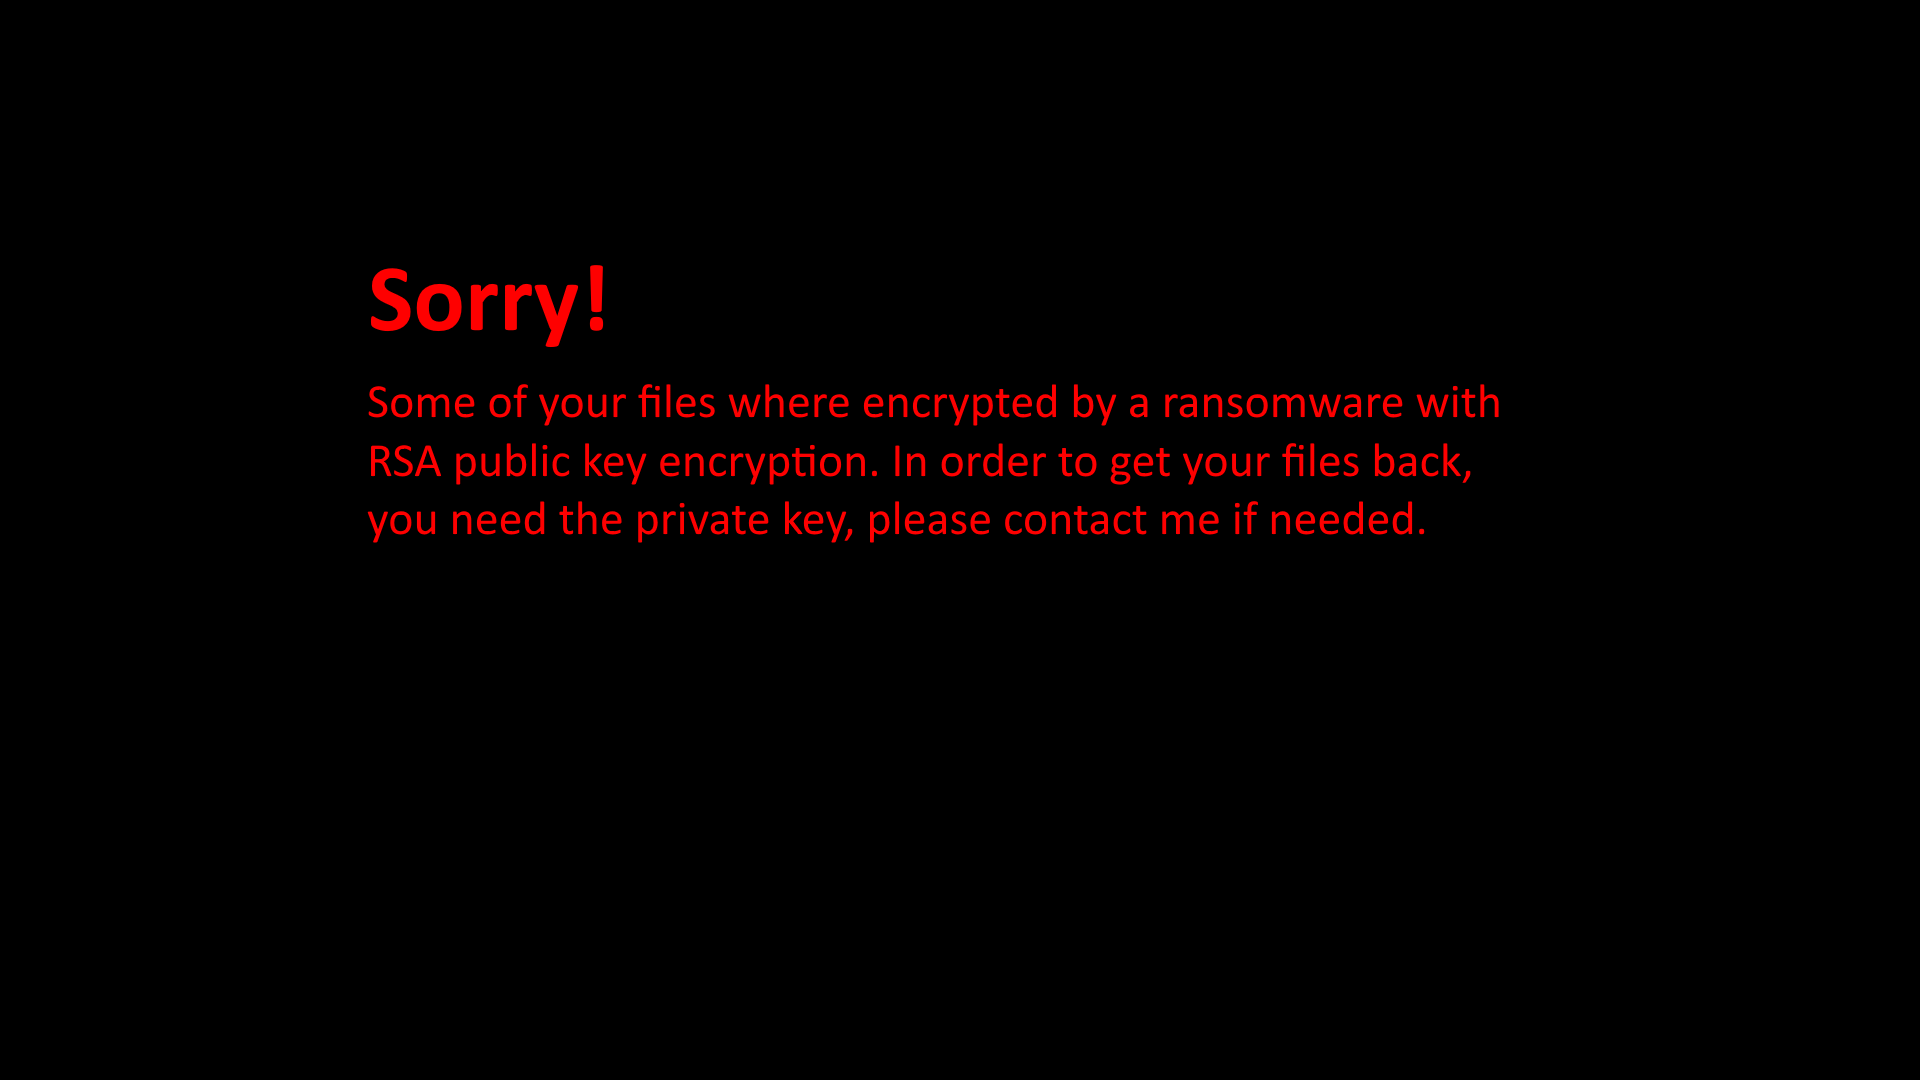 Sorry!
Some of your files where encrypted by a ransomware with
RSA public key encryption. In order to get your files back,
you need the private key, please contact me if needed.